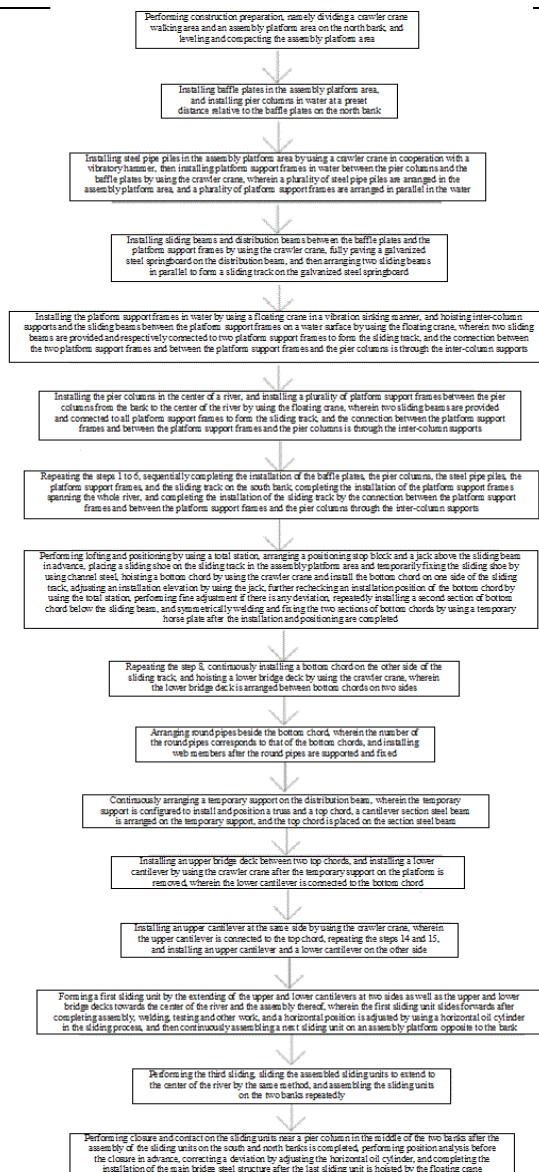 Performing construction preparation, namely dividing a crawler crane
walking area and an assembly platform area on the north bank, and
leveling and compacting the assembly platform area
Installing baffle plates in the assembly platform area,
and installing pier columns in water at a preset
distance relative to the baffle plates on the north bank
Installing steel pipe piles in the assembly platform area by using a crawler crane in cooperation with a
vibratory hammer, then installing platform support frames in water between the pier columns and the
baffle plates by using the crawler crane, wherein a plurality of steel pipe piles are arranged in the
assembly platform area, and a plurality of platform support frames are arranged in parallel in the water
Installing sliding beams and distribution beams between the baffle plates and the
platform support frames by using the crawler crane, fully paving a galvanized
steel springboard on the distribution beam, and then arranging two sliding beams
in parallel to form a sliding track on the galvanized steel springboard
Installing the platform support frames in water by using a floating crane in a vibration sinking manner, and hoisting inter-column
supports and the sliding beams between the platform support frames on a water surface by using the floating crane, wherein two sliding
beams are provided and respectively connected to two platform support frames to form the sliding track, and the connection between
the two platform support frames and between the platform support frames and the pier columns is through the inter-column supports
Installing the pier columns in the center of a river, and installing a plurality of platform support frames between the pier
columns from the bank to the center of the river by using the floating crane, wherein two sliding beams are provided
and connected to all platform support frames to form the sliding track, and the connection between the platform support
frames and between the platform support frames and the pier columns is through the inter-column supports
Repeating the steps 1 to 6, sequentially completing the installation of the baffle plates, the pier columns, the steel pipe piles, the
platform support frames, and the sliding track on the south bank, completing the installation of the platform support frames
spanning the whole river, and completing the installation of the sliding track by the connection between the platform support
frames and between the platform support frames and the pier columns through the inter-column supports
Performing lofting and positioning by using a total station, arranging a positioning stop block and a jack above the sliding beam
in advance, placing a sliding shoe on the sliding track in the assembly platform area and temporarily fixing the sliding shoe by
using channel steel, hoisting a bottom chord by using the crawler crane and install the bottom chord on one side of the sliding
track, adjusting an installation elevation by using the jack, further rechecking an installation position of the bottom chord by
using the total station, performing fine adjustment if there is any deviation, repeatedly installing a second section of bottom
chord below the sliding beam, and symmetrically welding and fixing the two sections of bottom chords by using a temporary
horse plate after the installation and positioning are completed
Repeating the step 8, continuously installing a bottom chord on the other side of the
sliding track, and hoisting a lower bridge deck by using the crawler crane, wherein
the lower bridge deck is arranged between bottom chords on two sides
Arranging round pipes beside the bottom chord, wherein the number of
the round pipes corresponds to that of the bottom chords, and installing
web members after the round pipes are supported and fixed
Continuously arranging a temporary support on the distribution beam, wherein the temporary
support is configured to install and position a truss and a top chord, a cantilever section steel beam
is arranged on the temporary support, and the top chord is placed on the section steel beam
Installing an upper bridge deck between two top chords, and installing a lower
cantilever by using the crawler crane after the temporary support on the platform is
removed, wherein the lower cantilever is connected to the bottom chord
Installing an upper cantilever at the same side by using the crawler crane, wherein
the upper cantilever is connected to the top chord, repeating the steps 14 and 15,
and installing an upper cantilever and a lower cantilever on the other side
Forming a first sliding unit by the extending of the upper and lower cantilevers at two sides as well as the upper and lower
bridge decks towards the center of the river and the assembly thereof, wherein the first sliding unit slides forwards after
completing assembly, welding, testing and other work, and a horizontal position is adjusted by using a horizontal oil cylinder
in the sliding process, and then continuously assembling a next sliding unit on an assembly platform opposite to the bank
Performing the third sliding, sliding the assembled sliding units to extend to
the center of the river by the same method, and assembling the sliding units
on the two banks repeatedly
Performing closure and contact on the sliding units near a pier column in the middle of the two banks after the
assembly of the sliding units on the south and north banks is completed, performing position analysis before
the closure in advance, correcting a deviation by adjusting the horizontal oil cylinder, and completing the
installation of the main bridge steel structure after the last sliding unit is hoisted by the floating crane